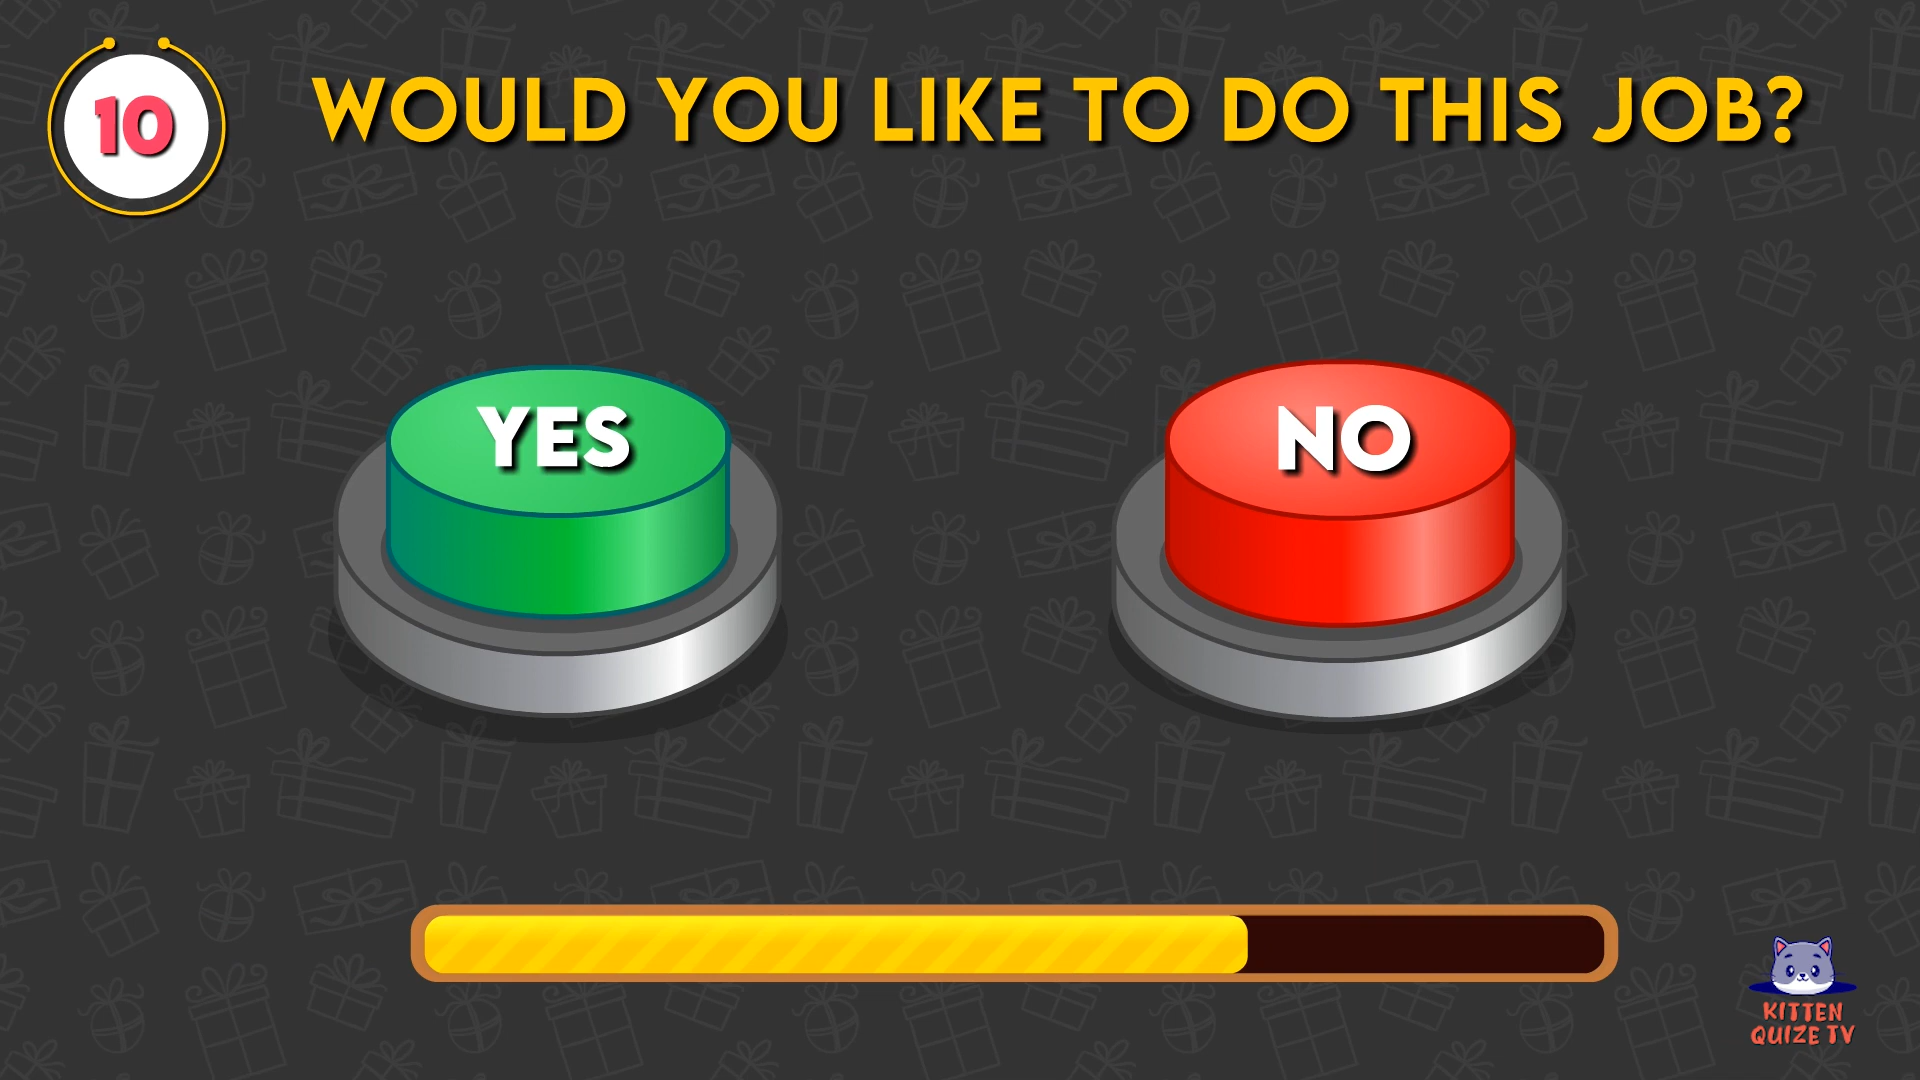 10
WOULD YOU LIKE TO DO THIS JOB?
YES
NO
KITTEN
QUIZE TV